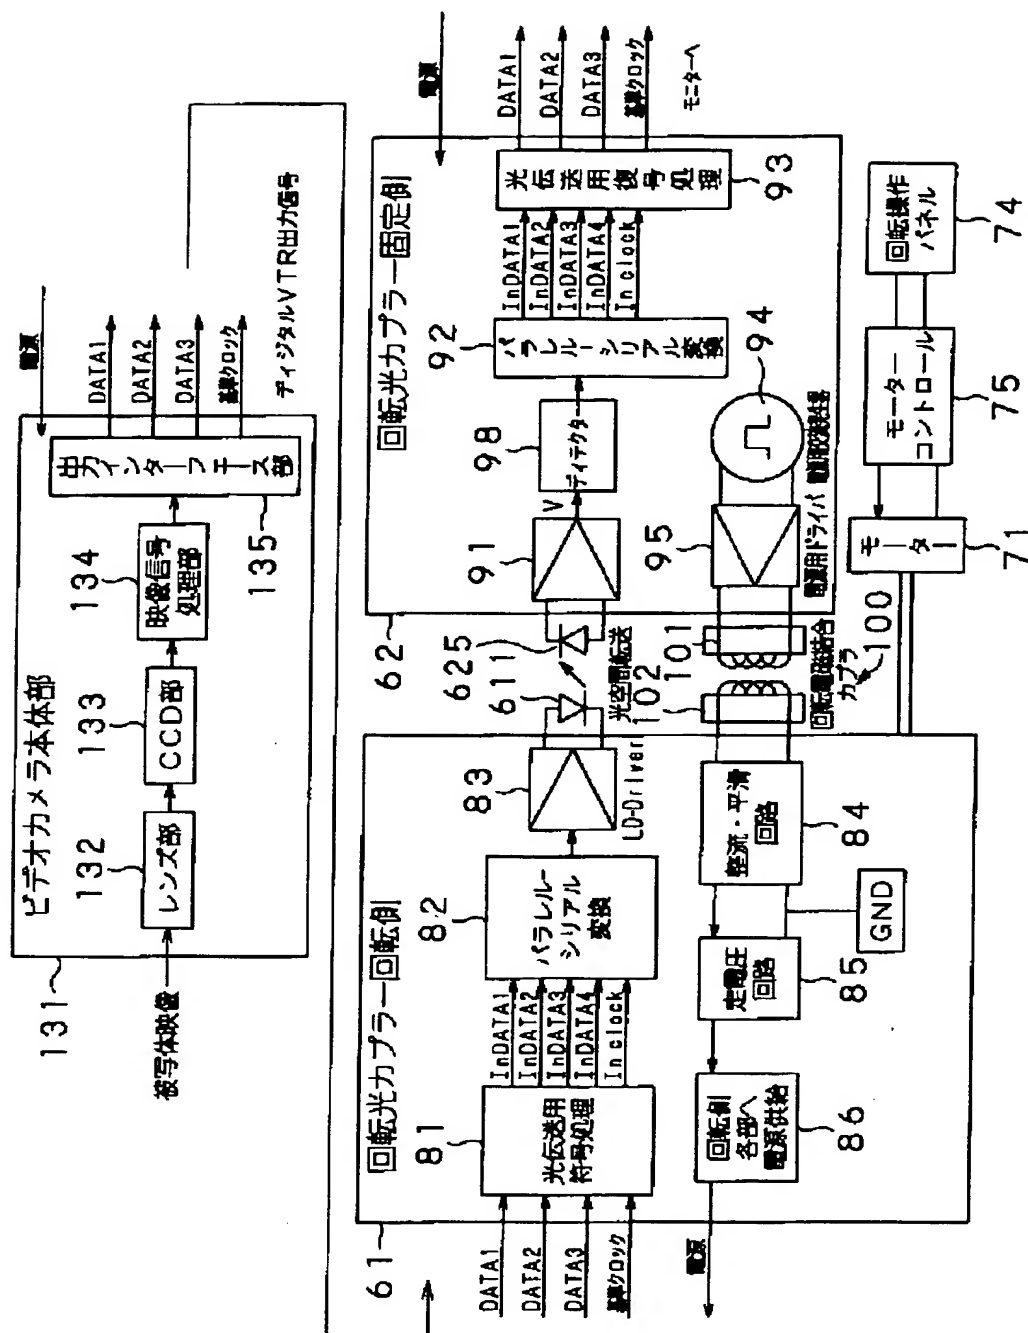 ビデオカメラ本体部
131
被写体映像
132
レンズ部
133
CCD部
134
映像信号
処理部
135
出力インターフェース部
電源
DATA1
DATA2
DATA3
基準クロック
ディジタルVTR出力信号
回転光カプラー回転側
61
DATA1
DATA2
DATA3
基準クロック
81
光伝送用
符号処理
InDATA1
InDATA2
InDATA3
InDATA4
In clock
82
パラレル―
シリアル
変換
83
LD-Driver
611
625
光空間転送
回転光カプラー固定側
62
91
V
98
ディテクター
92
パラレル―シリアル変換
InDATA1
InDATA2
InDATA3
InDATA4
In clock
光伝送用復号処理
93
電源
DATA1
DATA2
DATA3
基準クロック
モニターへ
電源
86
回転側
各部へ
電源供給
85
定電圧
回路
GND
84
整流・平滑
回路
102
101
回転電磁結合
カプラ
100
95
電源用ドライバ
94
電源用鉸流発生器
71
モーター
75
モーター
コントロール
74
回転操作
パネル